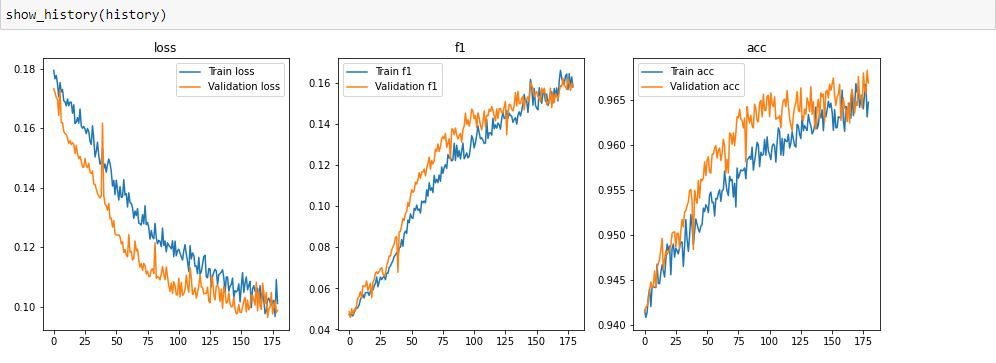 show_history(history)
loss
0.18
0.16
0.14
0.12
0.10
0 25 50 75 100 125 150 175
Train loss
Validation loss
f1
0.16
0.14
0.12
0.10
0.08
0.06
0.04
0 25 50 75 100 125 150 175
Train f1
Validation f1
acc
0.965
0.960
0.955
0.950
0.945
0.940
0 25 50 75 100 125 150 175
Train acc
Validation acc